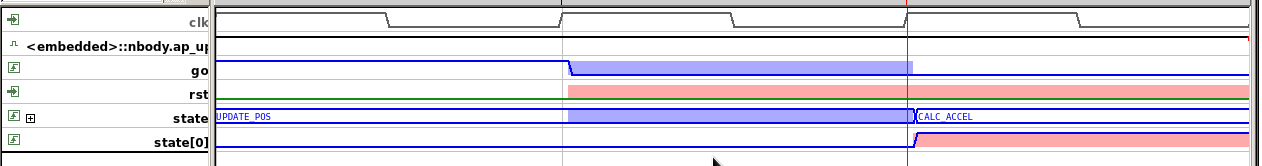 clk
<embedded>::nbody.ap_up
go
rst
state UPDATE_POS CALC_ACCEL
state[0]